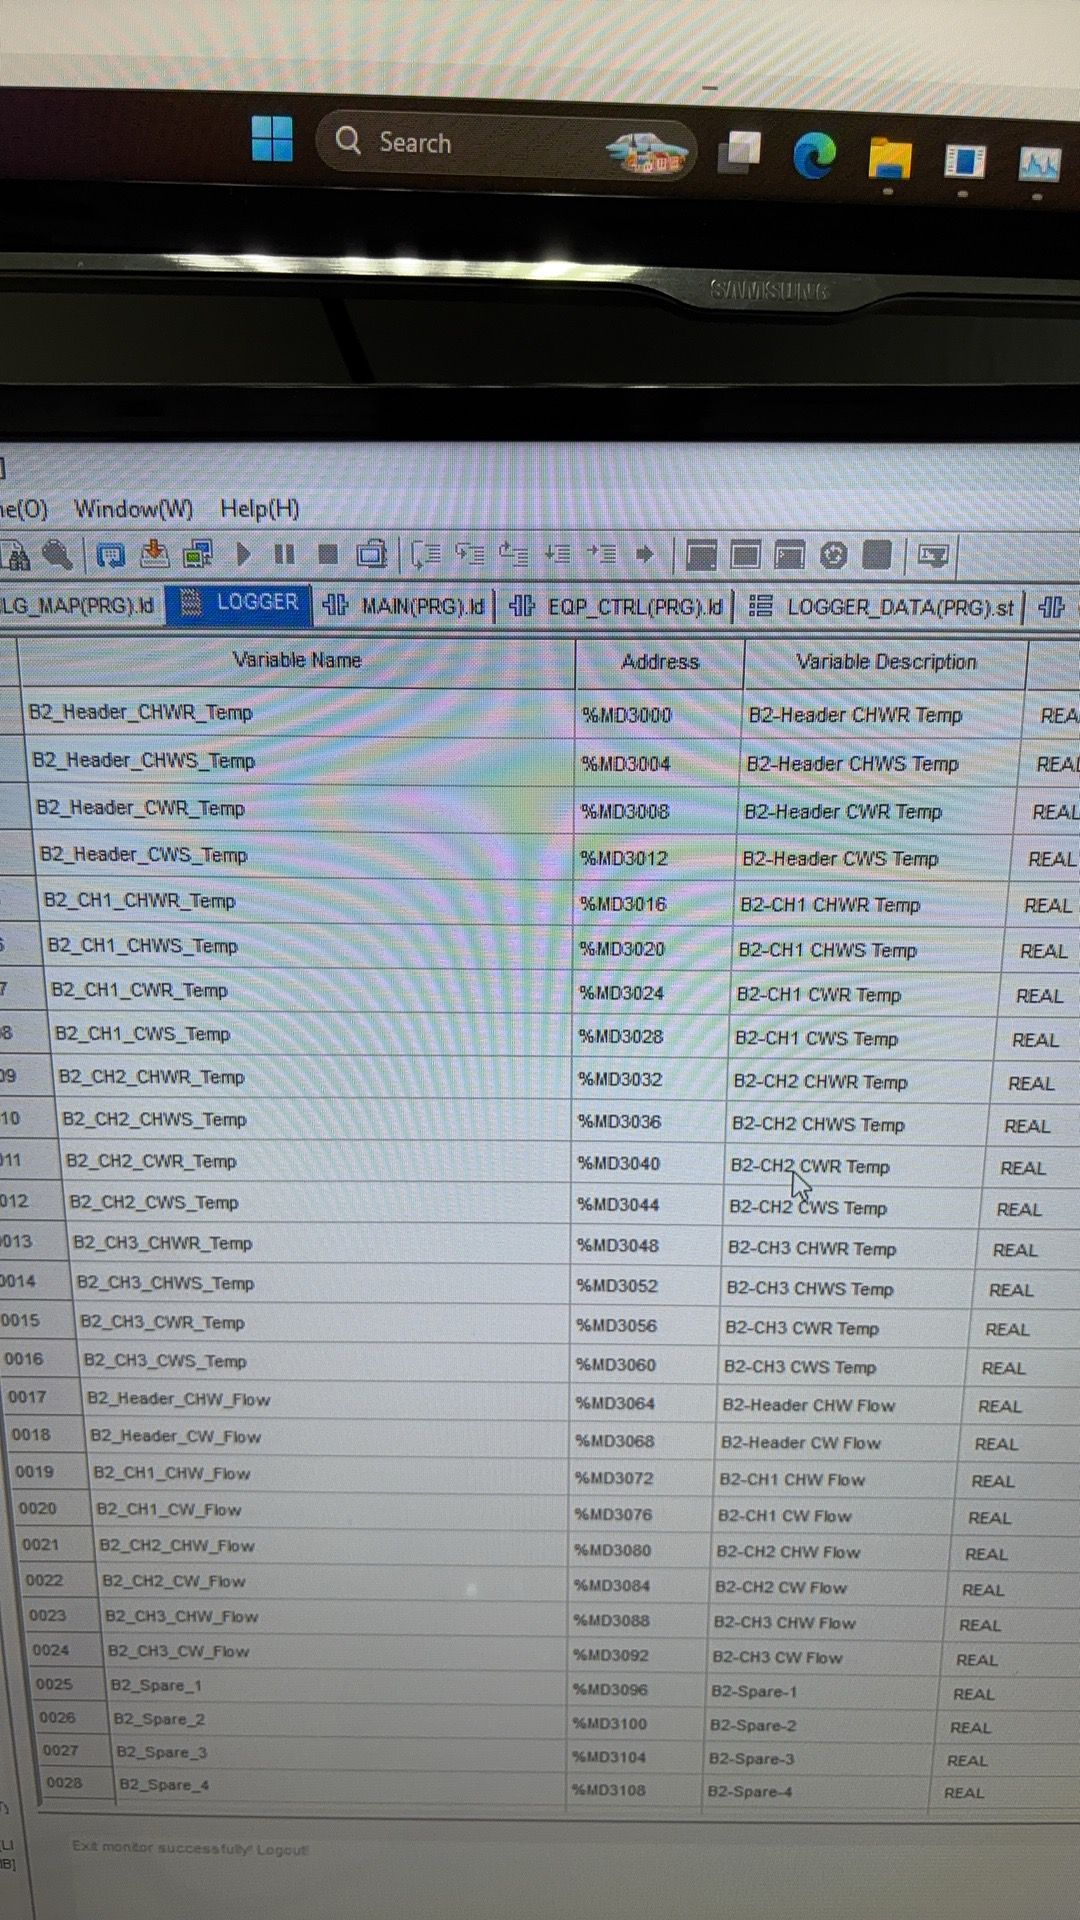 Search
SAMSUNG
Window(W) Help(H)
LG_MAP(PRG).ld LOGGER MAIN(PRG).ld EQP_CTRL(PRG).ld LOGGER_DATA(PRG).st
Variable Name Address Variable Description
B2_Header_CHWR_Temp %MD3000 B2-Header CHWR Temp REA
B2_Header_CHWS_Temp %MD3004 B2-Header CHWS Temp REAL
B2_Header_CWR_Temp %MD3008 B2-Header CWR Temp REAL
B2_Header_CWS_Temp %MD3012 B2-Header CWS Temp REAL
B2_CH1_CHWR_Temp %MD3016 B2-CH1 CHWR Temp REAL
6 B2_CH1_CHWS_Temp %MD3020 B2-CH1 CHWS Temp REAL
7 B2_CH1_CWR_Temp %MD3024 B2-CH1 CWR Temp REAL
8 B2_CH1_CWS_Temp %MD3028 B2-CH1 CWS Temp REAL
09 B2_CH2_CHWR_Temp %MD3032 B2-CH2 CHWR Temp REAL
10 B2_CH2_CHWS_Temp %MD3036 B2-CH2 CHWS Temp REAL
011 B2_CH2_CWR_Temp %MD3040 B2-CH2 CWR Temp REAL
012 B2_CH2_CWS_Temp %MD3044 B2-CH2 CWS Temp REAL
0013 B2_CH3_CHWR_Temp %MD3048 B2-CH3 CHWR Temp REAL
0014 B2_CH3_CHWS_Temp %MD3052 B2-CH3 CHWS Temp REAL
0015 B2_CH3_CWR_Temp %MD3056 B2-CH3 CWR Temp REAL
0016 B2_CH3_CWS_Temp %MD3060 B2-CH3 CWS Temp REAL
0017 B2_Header_CHW_Flow %MD3064 B2-Header CHW Flow REAL
0018 B2_Header_CW_Flow %MD3068 B2-Header CW Flow REAL
0019 B2_CH1_CHW_Flow %MD3072 B2-CH1 CHW Flow REAL
0020 B2_CH1_CW_Flow %MD3076 B2-CH1 CW Flow REAL
0021 B2_CH2_CHW_Flow %MD3080 B2-CH2 CHW Flow REAL
0022 B2_CH2_CW_Flow %MD3084 B2-CH2 CW Flow REAL
0023 B2_CH3_CHW_Flow %MD3088 B2-CH3 CHW Flow REAL
0024 B2_CH3_CW_Flow %MD3092 B2-CH3 CW Flow REAL
0025 B2_Spare_1 %MD3096 B2-Spare-1 REAL
0026 B2_Spare_2 %MD3100 B2-Spare-2 REAL
0027 B2_Spare_3 %MD3104 B2-Spare-3 REAL
0028 B2_Spare_4 %MD3108 B2-Spare-4 REAL
Exit monitor successfully! Logout!